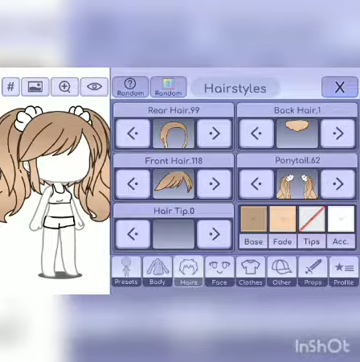 #
Random
Random
Hairstyles
X
Rear Hair.99
Back Hair.1
Front Hair.118
Ponytail.62
Hair Tip.0
Base
Fade
Tips
Acc.
Presets
Body
Hairs
Face
Clothes
Other
Props
Profile
InShOt